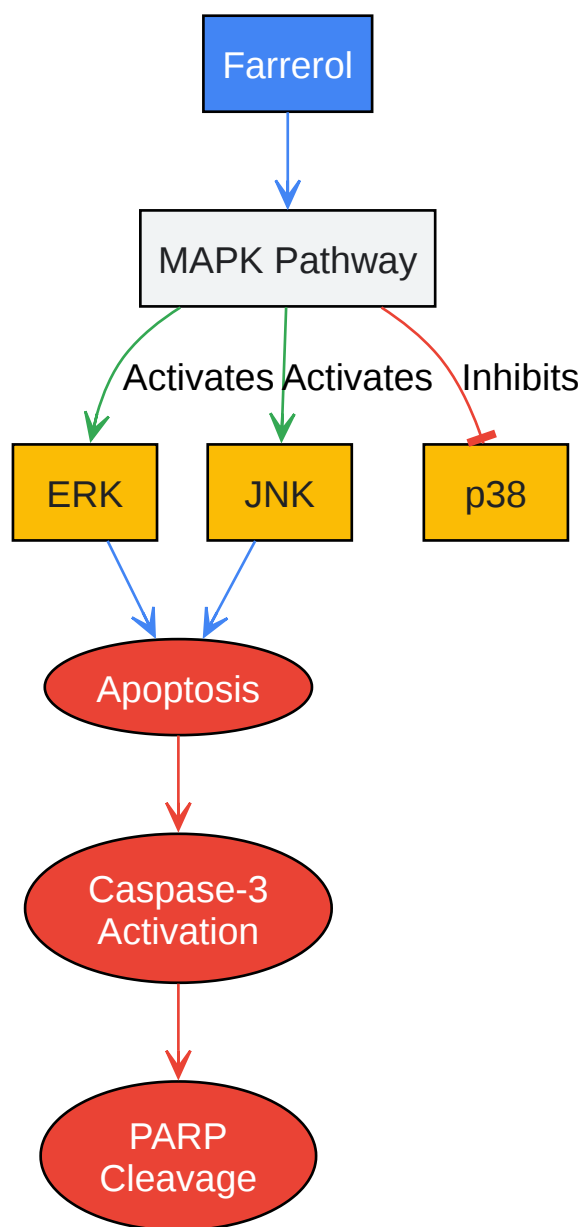 Farrerol
MAPK Pathway
Activates
Activates
Inhibits
ERK
JNK
p38
Apoptosis
Caspase-3
Activation
PARP
Cleavage